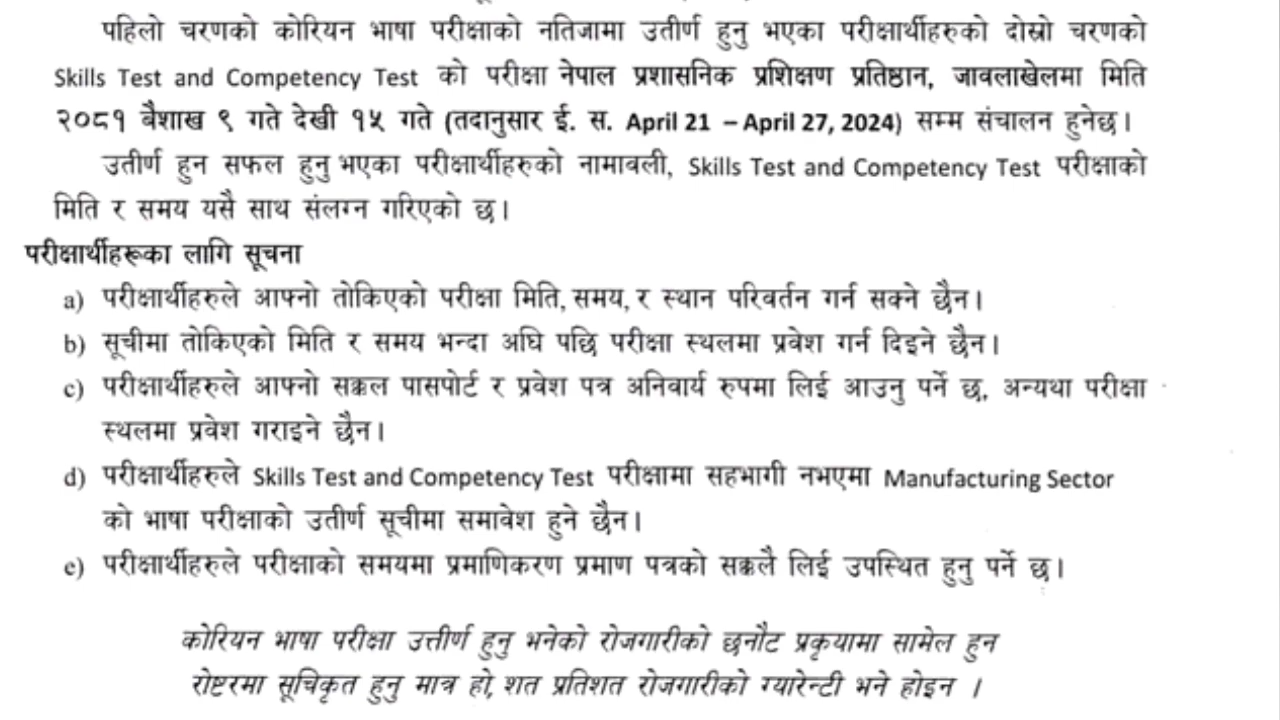 पहिलो चरणको कोरियन भाषा परीक्षाको नतिजामा उतीर्ण हुनु भएका परीक्षार्थीहरुको दोस्रो चरणको
Skills Test and Competency Test को परीक्षा नेपाल प्रशासनिक प्रशिक्षण प्रतिष्ठान, जावलाखेलमा मिति
२०८१ बैशाख ९ गते देखी १५ गते (तदानुसार ई. स. April 21 – April 27, 2024) सम्म संचालन हुनेछ।
उतीर्ण हुन सफल हुनु भएका परीक्षार्थीहरुको नामावली, Skills Test and Competency Test परीक्षाको
मिति र समय यसै साथ संलग्न गरिएको छ।
परीक्षार्थीहरूका लागि सूचना
a) परीक्षार्थीहरुले आफ्नो तोकिएको परीक्षा मिति, समय, र स्थान परिवर्तन गर्न सक्ने छैन।
b) सूचीमा तोकिएको मिति र समय भन्दा अघि पछि परीक्षा स्थलमा प्रवेश गर्न दिइने छैन।
c) परीक्षार्थीहरुले आफ्नो सक्कल पासपोर्ट र प्रवेश पत्र अनिवार्य रुपमा लिई आउनु पर्ने छ, अन्यथा परीक्षा
स्थलमा प्रवेश गराइने छैन।
d) परीक्षार्थीहरुले Skills Test and Competency Test परीक्षामा सहभागी नभएमा Manufacturing Sector
को भाषा परीक्षाको उतीर्ण सूचीमा समावेश हुने छैन।
e) परीक्षार्थीहरुले परीक्षाको समयमा प्रमाणिकरण प्रमाण पत्रको सक्कलै लिई उपस्थित हुनु पर्ने छ।
कोरियन भाषा परीक्षा उत्तीर्ण हुनु भनेको रोजगारीको छनौट प्रकृयामा सामेल हुन
रोष्टरमा सूचिकृत हुनु मात्र हो, शत प्रतिशत रोजगारीको ग्यारेन्टी भने होइन ।